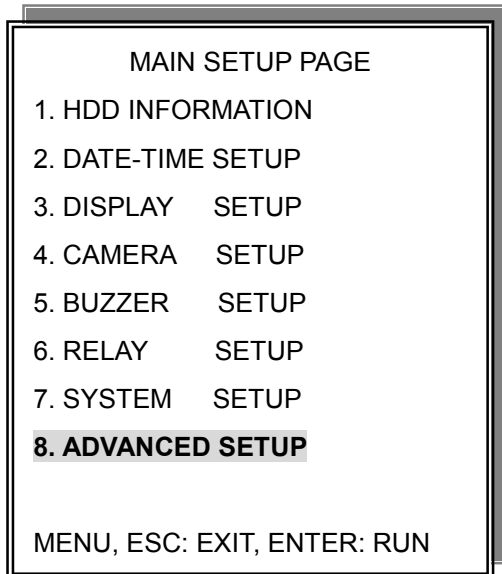 MAIN SETUP PAGE
1. HDD INFORMATION
2. DATE-TIME SETUP
3. DISPLAY SETUP
4. CAMERA SETUP
5. BUZZER SETUP
6. RELAY SETUP
7. SYSTEM SETUP
8. ADVANCED SETUP
MENU, ESC: EXIT, ENTER: RUN